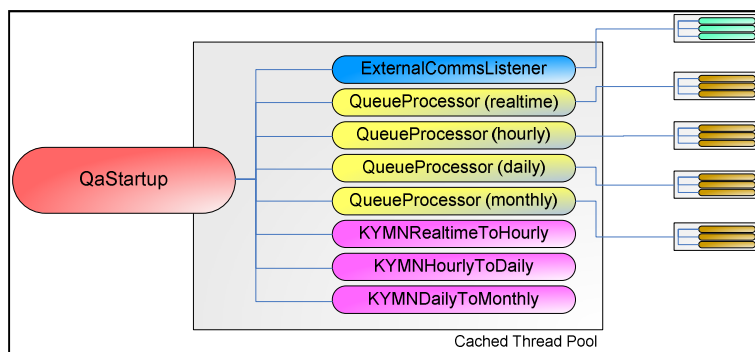 ExternalCommsListener
QueueProcessor (realtime)
QueueProcessor (hourly)
QaStartup
QueueProcessor (daily)
QueueProcessor (monthly)
KYMNRealtimeToHourly
KYMNHourlyToDaily
KYMNDailyToMonthly
Cached Thread Pool